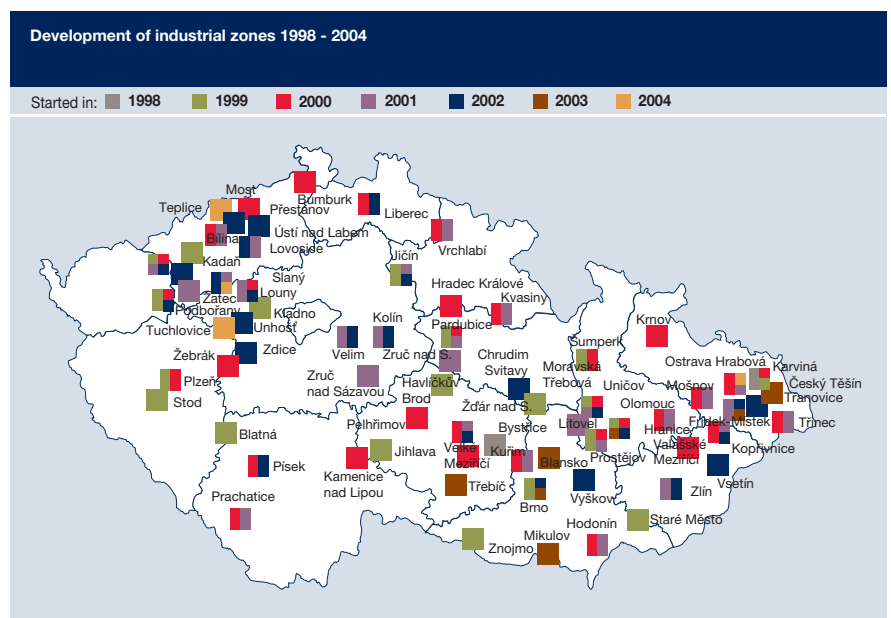 Development of industrial zones 1998 - 2004
Started in: 1998 1999 2000 2001 2002 2003 2004
Most
Bumburk
Teplice
Přestanov
Liberec
Ústí nad Labem
Bílina
Lovoside
Vrchlabí
Jičín
Kadaň
Slaný
Hradec Králové
Louny
Kvasiny
Žatec
Podbořany
Kladno
Kolín
Pardubice
Krnov
Tuchlovice
Unhošť
Šumperk
Zdice
Velim
Zruč nad S.
Chrudim
Žebrák
Ostrava Hrabová
Karviná
Svitavy
Moravská
Třebová
Zruč
nad Sázavou
Plzeň
Havlíčkův
Brod
Uničov
Mošnov
Český Těšín
Třanovice
Stod
Žďár nad S.
Olomouc
Pelhřimov
Bystřice
Litovel
Hranice
Frýdek-Místek
Třinec
Blatná
Velké
Meziříčí
Kuřim
Valašské
Meziříčí
Kopřivnice
Jihlava
Prostějov
Písek
Blansko
Kamenice
nad Lipou
Třebíč
Vsetín
Prachatice
Vyškov
Zlín
Brno
Hodonín
Staré Město
Mikulov
Znojmo